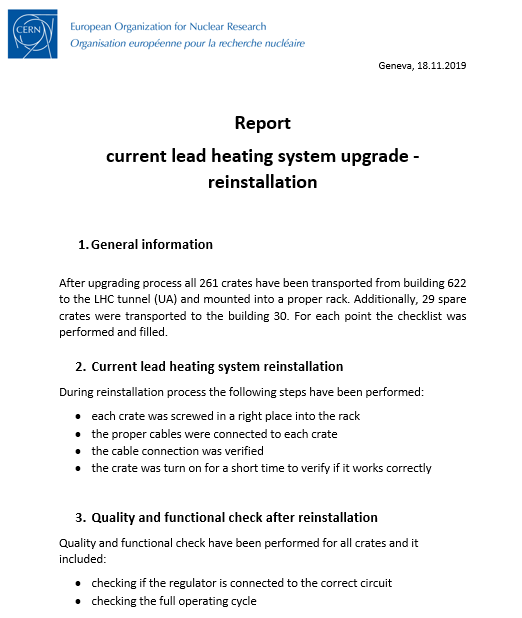 CERN
European Organization for Nuclear Research
Organisation européenne pour la recherche nucléaire
Geneva, 18.11.2019
Report
current lead heating system upgrade -
reinstallation
1. General information
After upgrading process all 261 crates have been transported from building 622
to the LHC tunnel (UA) and mounted into a proper rack. Additionally, 29 spare
crates were transported to the building 30. For each point the checklist was
performed and filled.
2. Current lead heating system reinstallation
During reinstallation process the following steps have been performed:
• each crate was screwed in a right place into the rack
• the proper cables were connected to each crate
• the cable connection was verified
• the crate was turn on for a short time to verify if it works correctly
3. Quality and functional check after reinstallation
Quality and functional check have been performed for all crates and it
included:
• checking if the regulator is connected to the correct circuit
• checking the full operating cycle